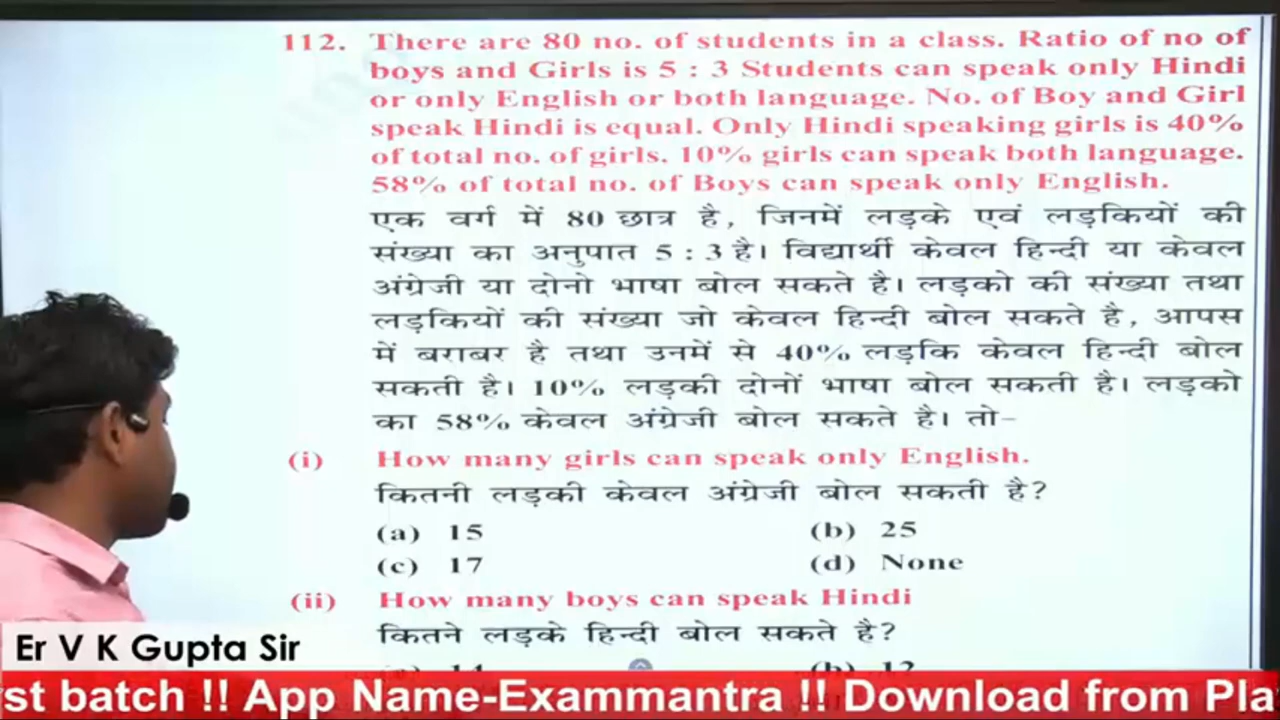 112. There are 80 no. of students in a class. Ratio of no of
boys and Girls is 5 : 3 Students can speak only Hindi
or only English or both language. No. of Boy and Girl
speak Hindi is equal. Only Hindi speaking girls is 40%
of total no. of girls. 10% girls can speak both language.
58% of total no. of Boys can speak only English.
एक वर्ग में 80 छात्र है, जिनमें लड़के एवं लड़कियों की
संख्या का अनुपात 5 : 3 है। विद्यार्थी केवल हिन्दी या केवल
अंग्रेजी या दोनो भाषा बोल सकते है। लड़को की संख्या तथा
लड़कियों की संख्या जो केवल हिन्दी बोल सकते है, आपस
में बराबर है तथा उनमें से 40% लड़कि केवल हिन्दी बोल
सकती है। 10% लड़की दोनों भाषा बोल सकती है। लड़को
का 58% केवल अंग्रेजी बोल सकते है। तो-
(i) How many girls can speak only English.
कितनी लड़की केवल अंग्रेजी बोल सकती है?
(a) 15 (b) 25
(c) 17 (d) None
(ii) How many boys can speak Hindi
कितने लड़के हिन्दी बोल सकते है?
Er V K Gupta Sir
st batch !! App Name-Exammantra !! Download from Pla